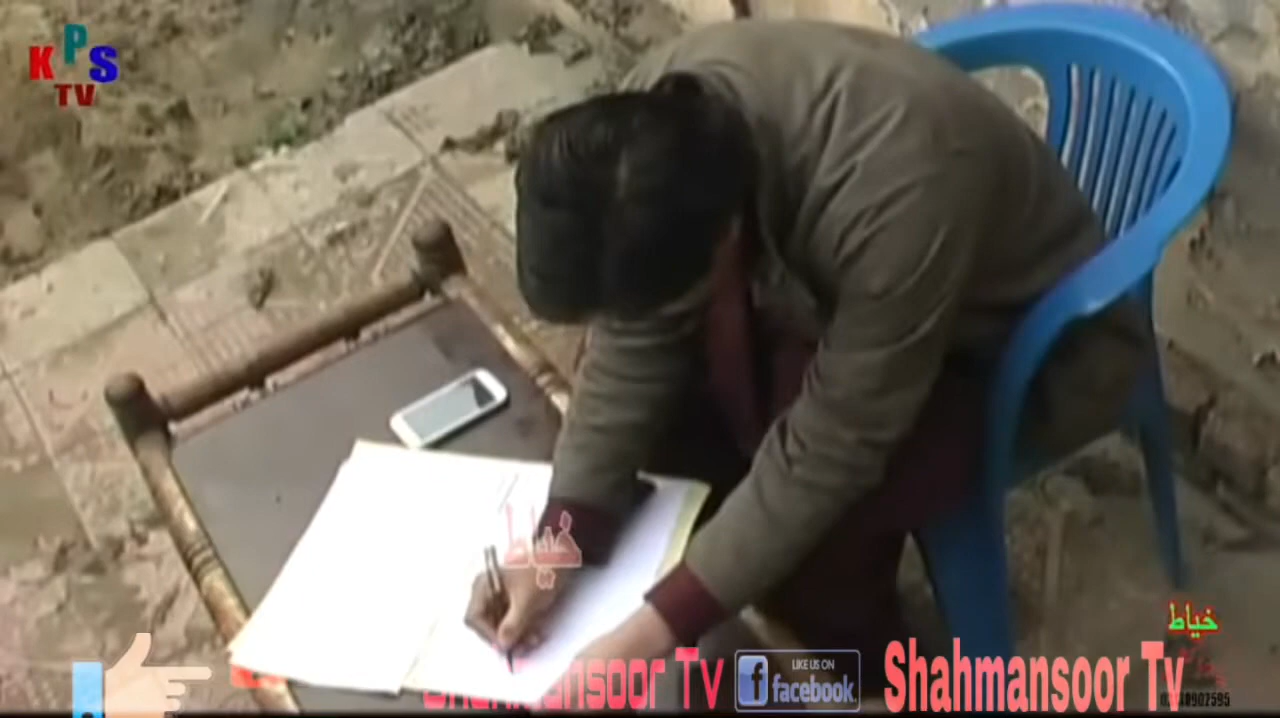 KPS
TV
خیاط
خیاط
Shahmansoor Tv
LIKE US ON
facebook.
Shahmansoor Tv